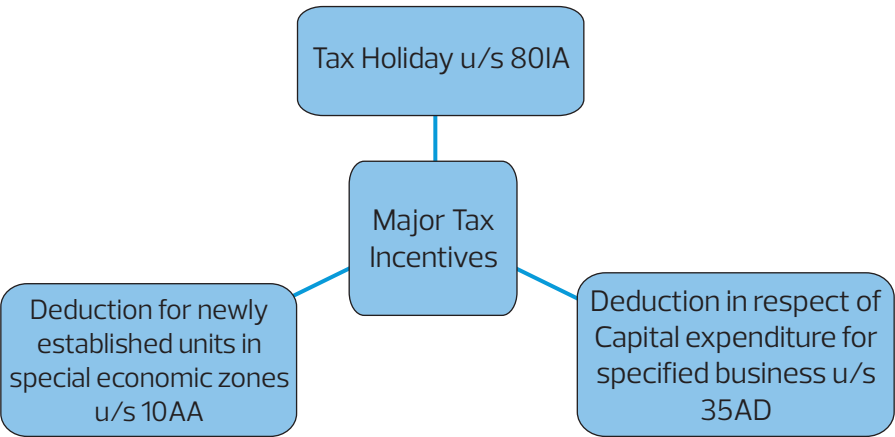 Tax Holiday u/s 80IA
Major Tax
Incentives
Deduction for newly
established units in
special economic zones
u/s 10AA
Deduction in respect of
Capital expenditure for
specified business u/s
35AD